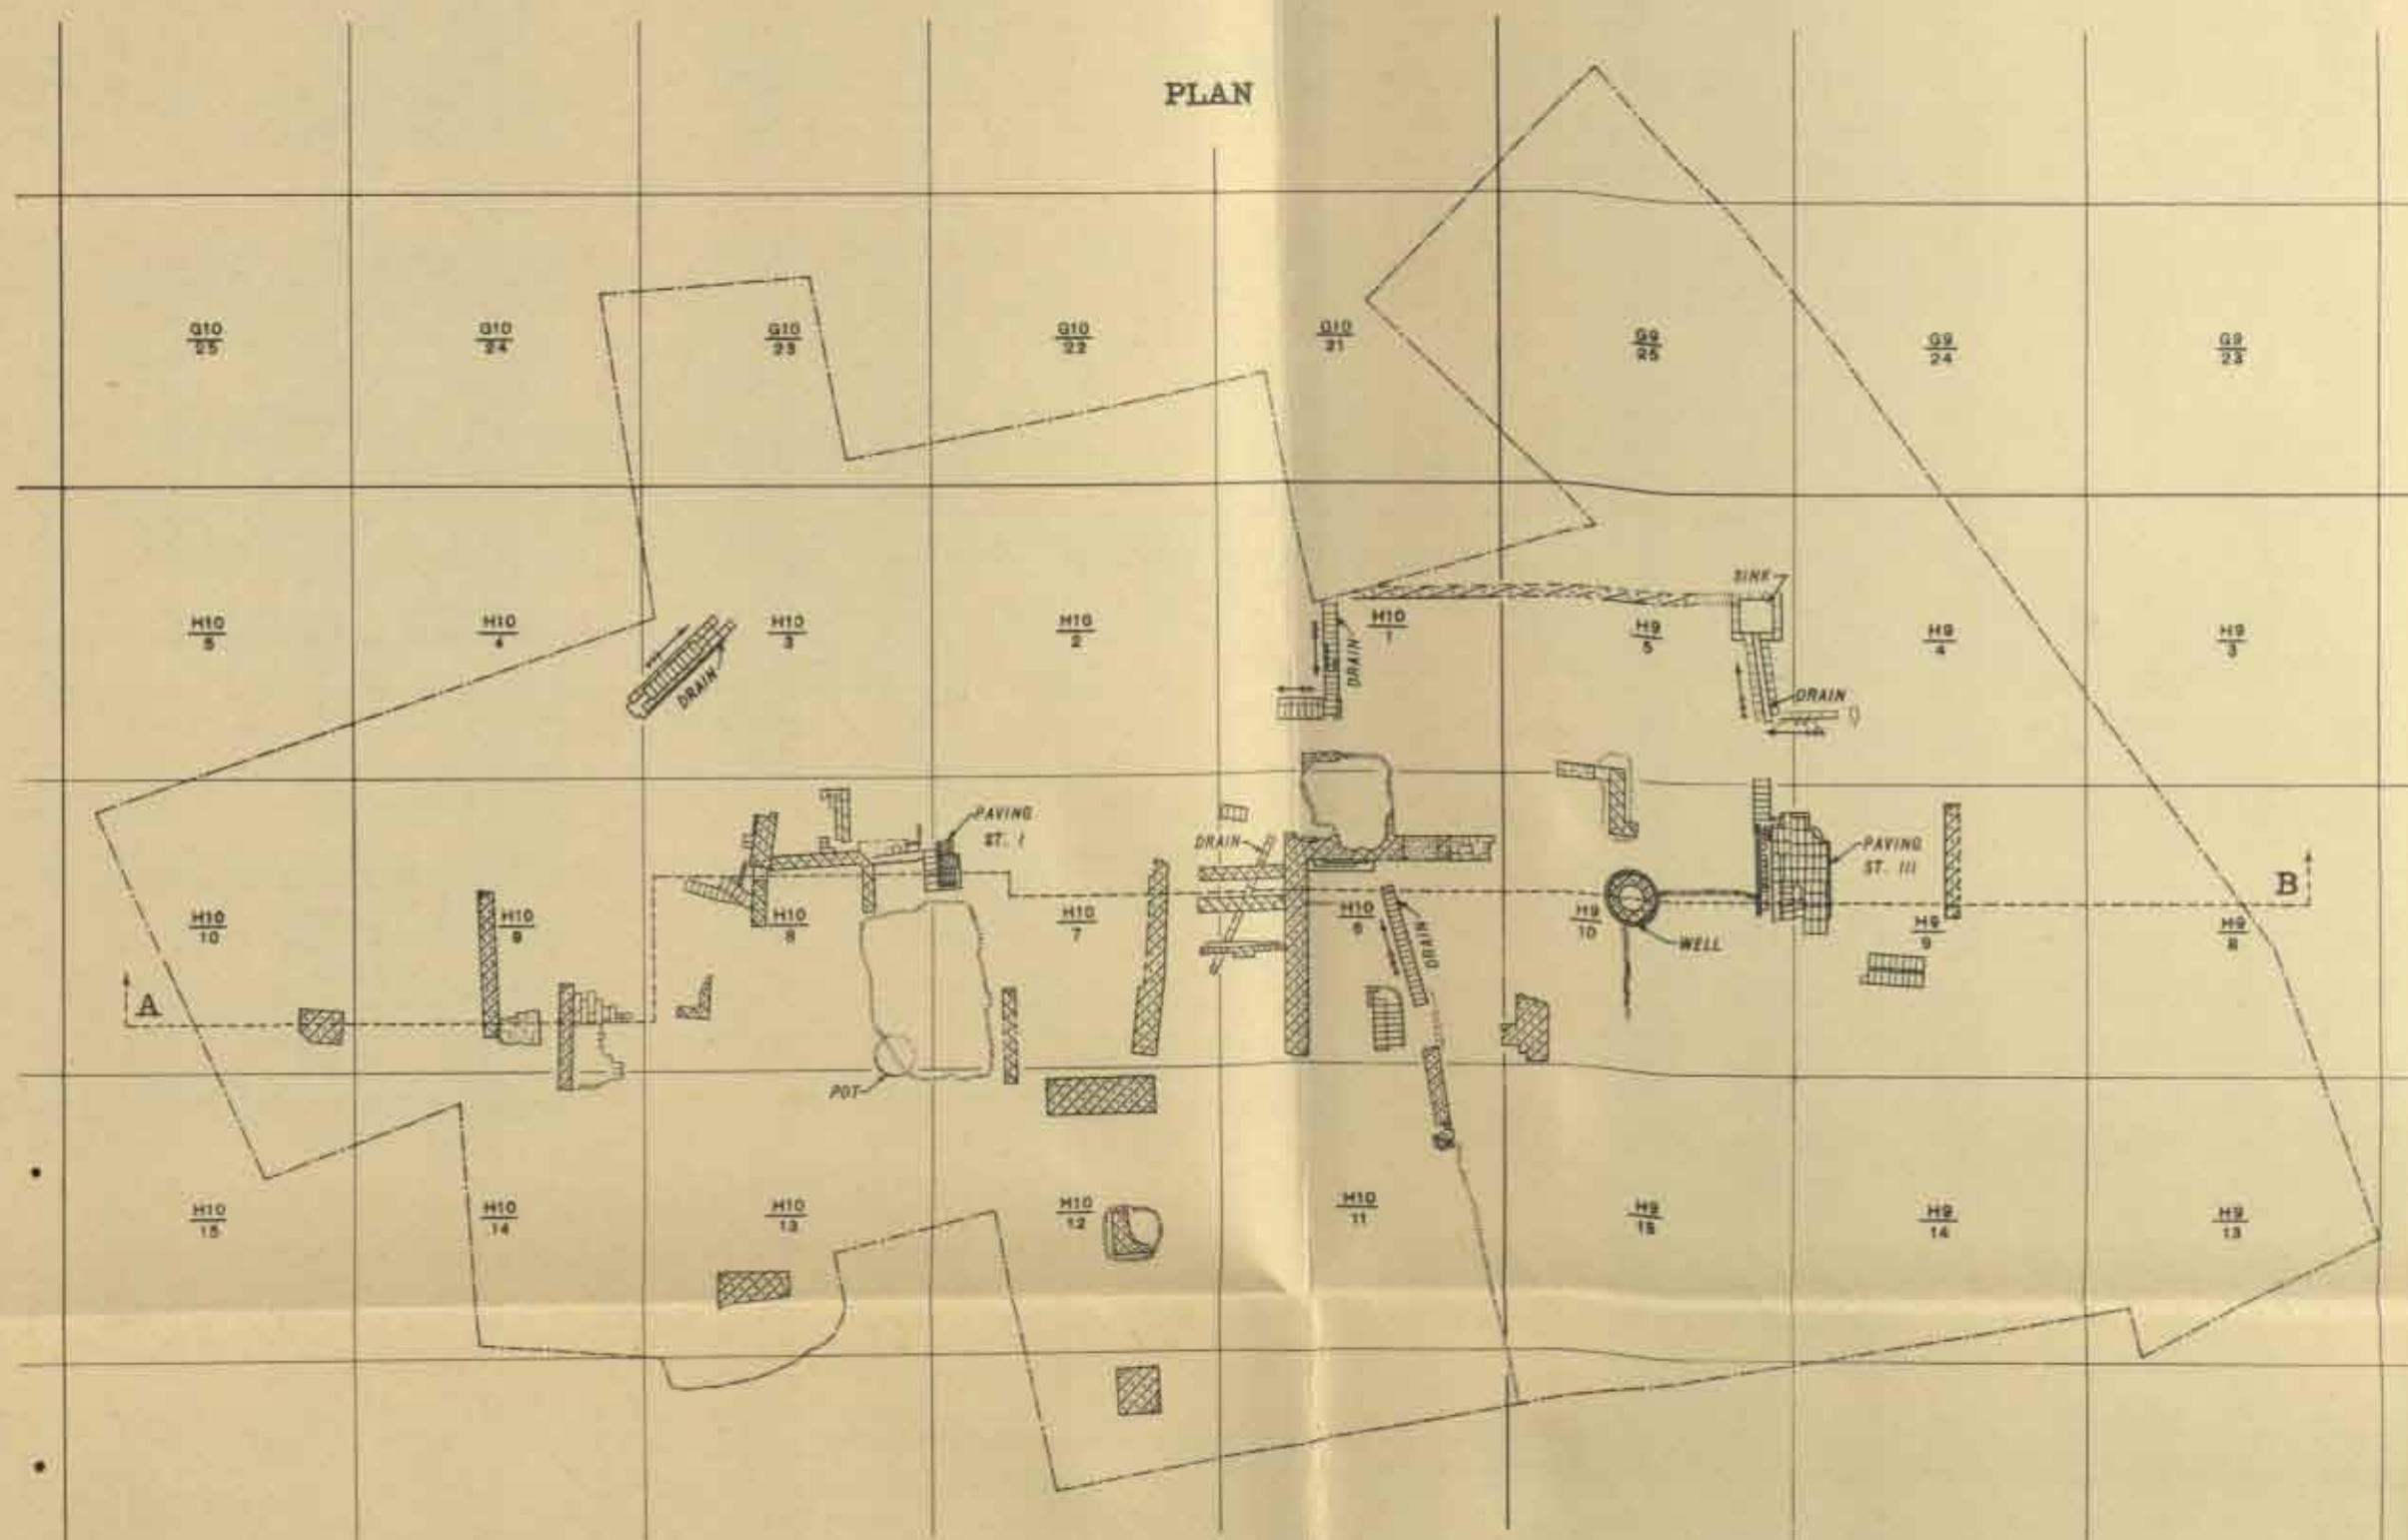 PLAN
G10
25
G10
24
G10
23
G10
22
G10
21
G9
25
G9
24
G9
23
SINK
H10
5
H10
4
H10
3
H10
2
H10
1
H9
5
H9
4
H9
3
DRAIN
DRAIN
DRAIN
PAVING
ST. I
DRAIN
PAVING
ST. III
B
H10
10
H10
9
H10
8
H10
7
H10
6
DRAIN
H9
10
WELL
H9
9
H9
8
A
POT
H10
15
H10
14
H10
13
H10
12
H10
11
H9
15
H9
14
H9
13